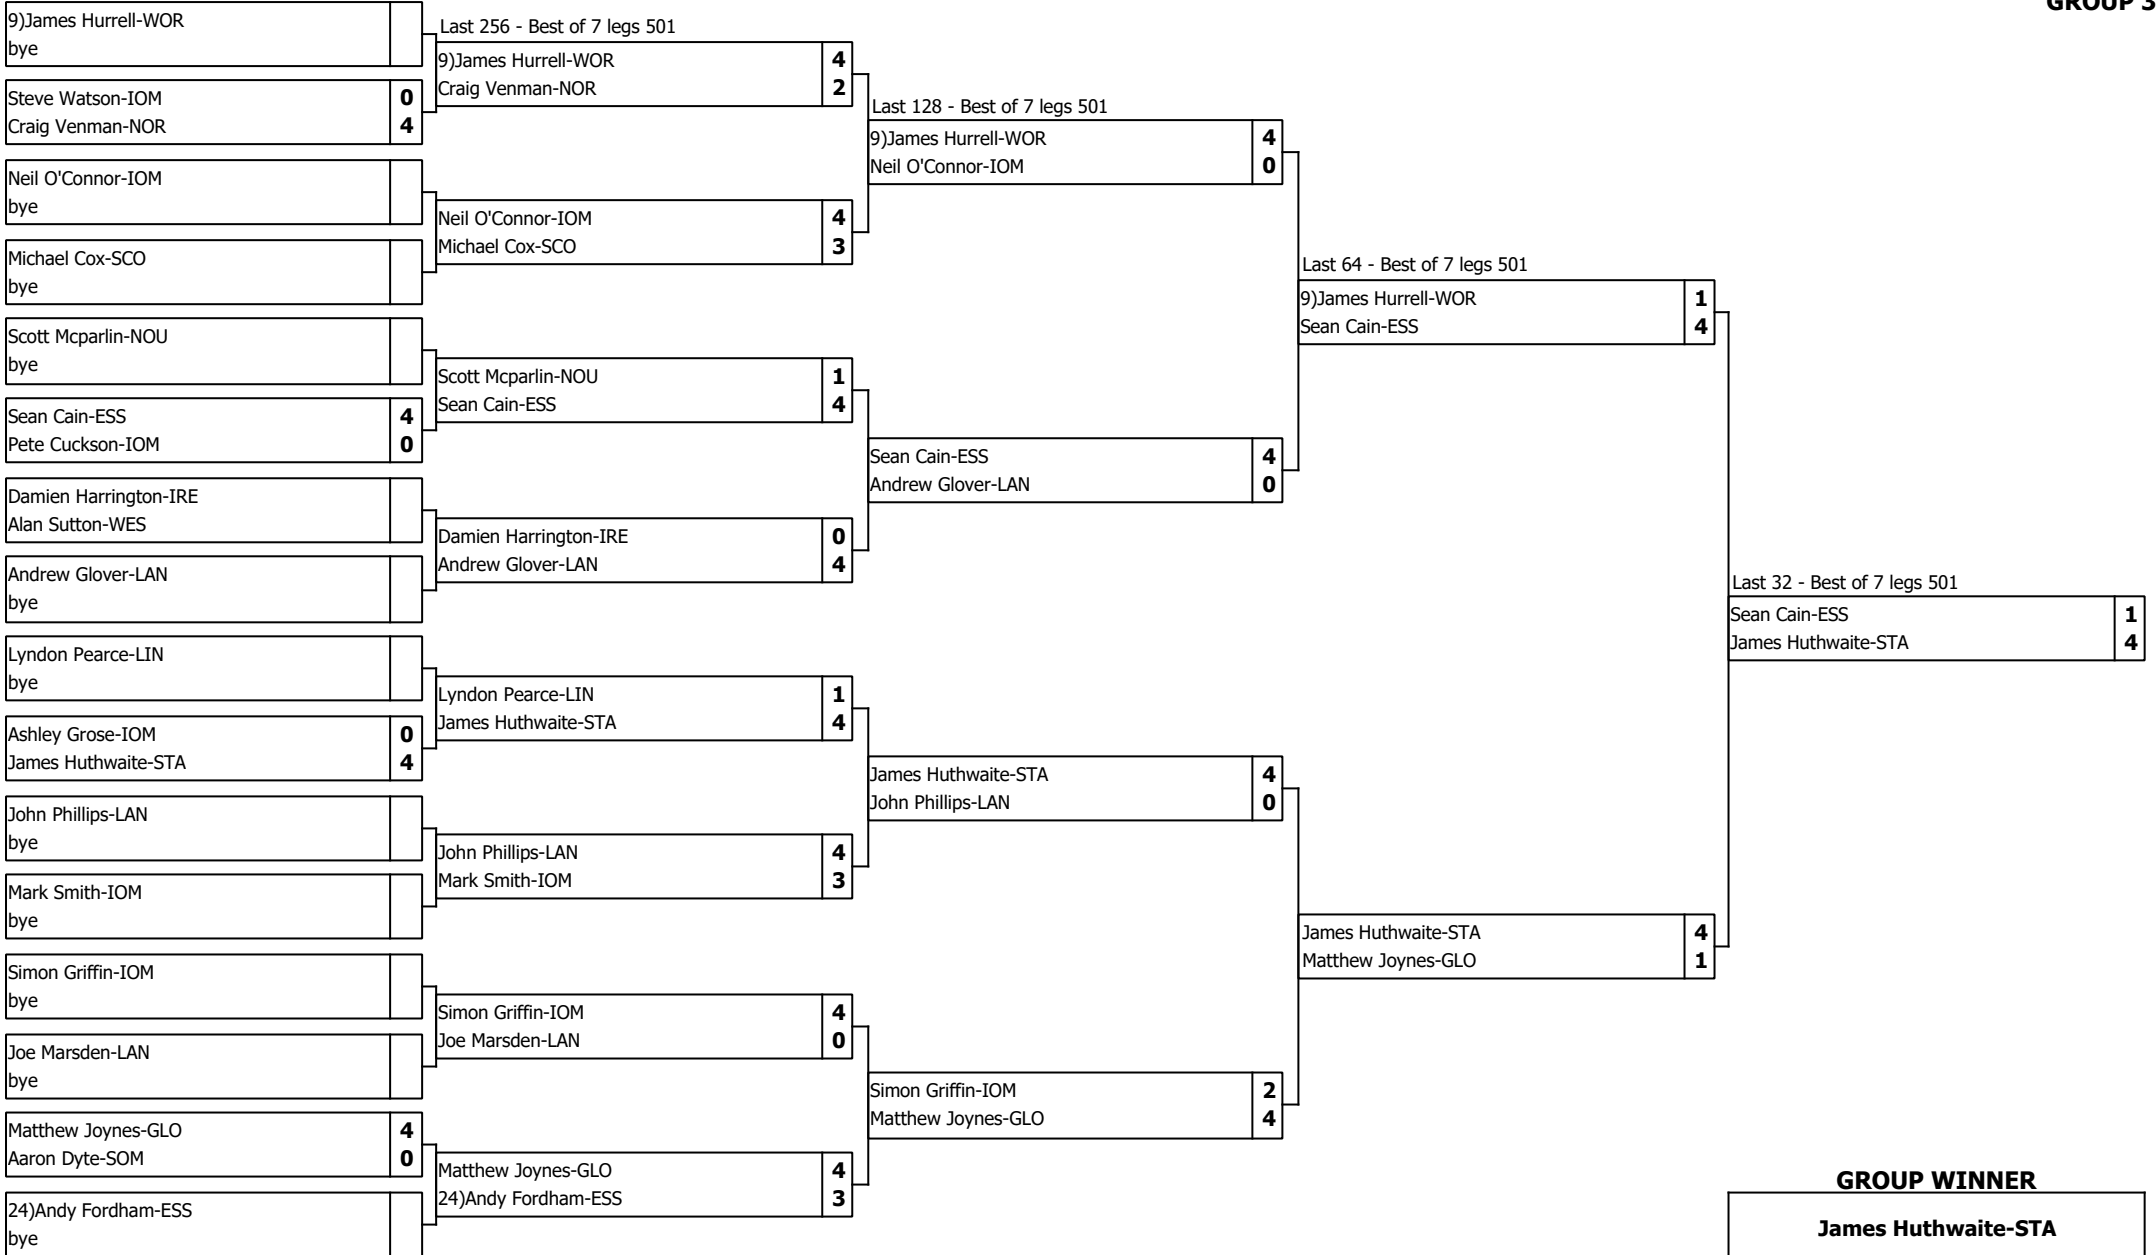 GROUP 3
9)James Hurrell-WOR
bye
Steve Watson-IOM 0
Craig Venman-NOR 4
Neil O'Connor-IOM
bye
Michael Cox-SCO
bye
Scott Mcparlin-NOU
bye
Sean Cain-ESS 4
Pete Cuckson-IOM 0
Damien Harrington-IRE
Alan Sutton-WES
Andrew Glover-LAN
bye
Lyndon Pearce-LIN
bye
Ashley Grose-IOM 0
James Huthwaite-STA 4
John Phillips-LAN
bye
Mark Smith-IOM
bye
Simon Griffin-IOM
bye
Joe Marsden-LAN
bye
Matthew Joynes-GLO 4
Aaron Dyte-SOM 0
24)Andy Fordham-ESS
bye
Last 256 - Best of 7 legs 501
9)James Hurrell-WOR 4
Craig Venman-NOR 2
Neil O'Connor-IOM 4
Michael Cox-SCO 3
Scott Mcparlin-NOU 1
Sean Cain-ESS 4
Damien Harrington-IRE 0
Andrew Glover-LAN 4
Lyndon Pearce-LIN 1
James Huthwaite-STA 4
John Phillips-LAN 4
Mark Smith-IOM 3
Simon Griffin-IOM 4
Joe Marsden-LAN 0
Matthew Joynes-GLO 4
24)Andy Fordham-ESS 3
Last 128 - Best of 7 legs 501
9)James Hurrell-WOR 4
Neil O'Connor-IOM 0
Sean Cain-ESS 4
Andrew Glover-LAN 0
James Huthwaite-STA 4
John Phillips-LAN 0
Simon Griffin-IOM 2
Matthew Joynes-GLO 4
Last 64 - Best of 7 legs 501
9)James Hurrell-WOR 1
Sean Cain-ESS 4
James Huthwaite-STA 4
Matthew Joynes-GLO 1
Last 32 - Best of 7 legs 501
Sean Cain-ESS 1
James Huthwaite-STA 4
GROUP WINNER
James Huthwaite-STA